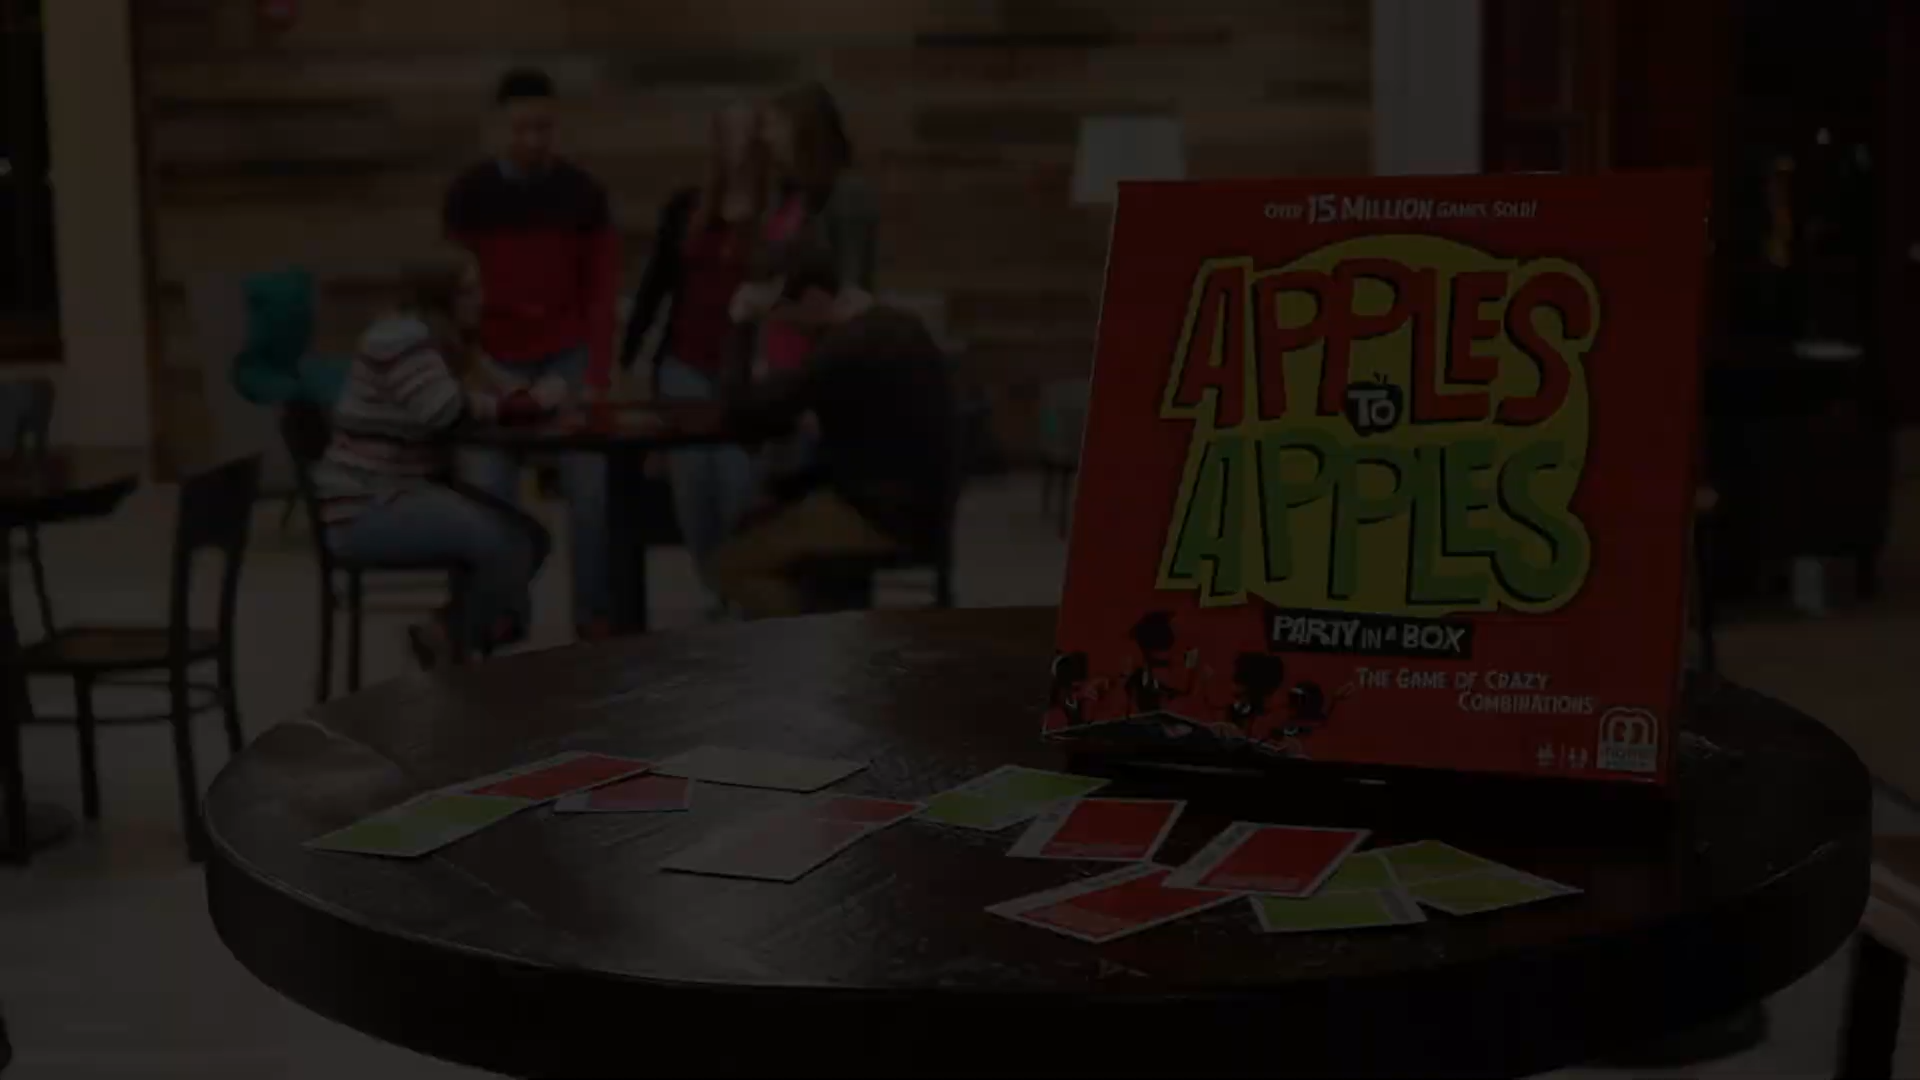 OVER 15 MILLION GAMES SOLD!
APPLES
TO
APPLES
PARTY IN A BOX
THE GAME OF CRAZY
COMBINATIONS